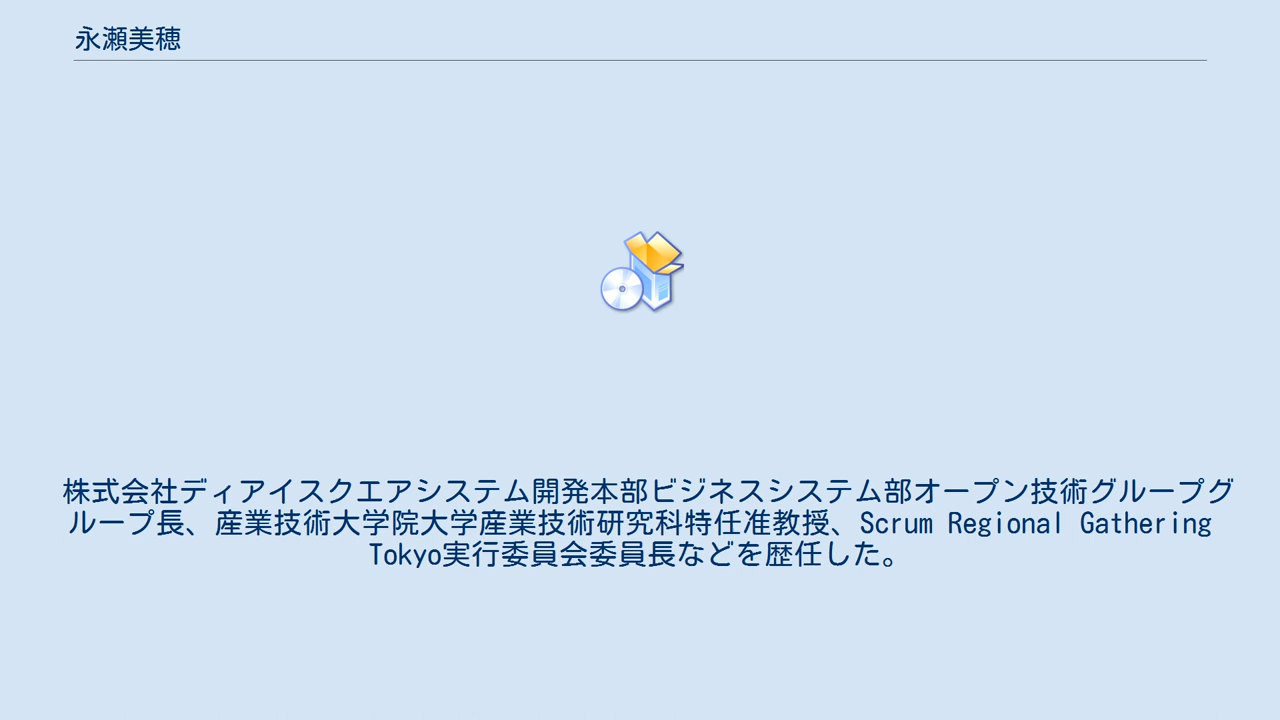 永瀬美穂
株式会社ディアイスクエアシステム開発本部ビジネスシステム部オープン技術グループグ
ループ長、産業技術大学院大学産業技術研究科特任准教授、Scrum Regional Gathering
Tokyo実行委員会委員長などを歴任した。